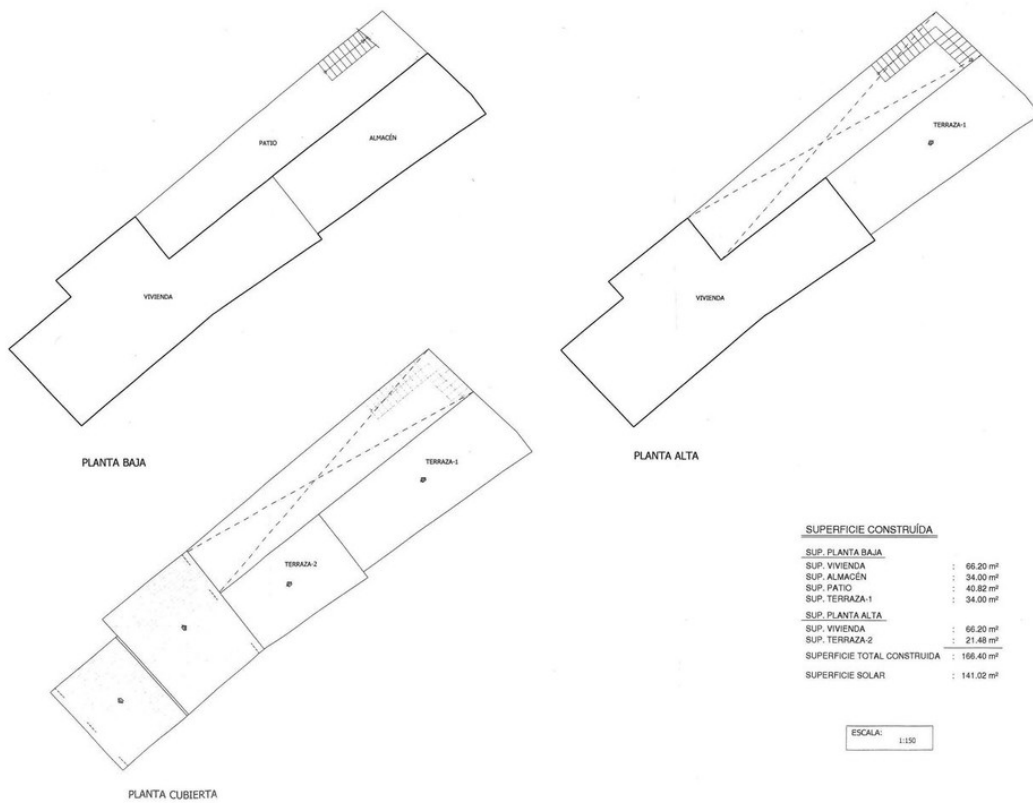 PATIO
ALMACÉN
VIVIENDA
PLANTA BAJA
TERRAZA-1
VIVIENDA
PLANTA ALTA
TERRAZA-1
TERRAZA-2
PLANTA CUBIERTA
SUPERFICIE CONSTRUÍDA
SUP. PLANTA BAJA
SUP. VIVIENDA : 66.20 m²
SUP. ALMACÉN : 34.00 m²
SUP. PATIO : 40.82 m²
SUP. TERRAZA-1 : 34.00 m²
SUP. PLANTA ALTA
SUP. VIVIENDA : 66.20 m²
SUP. TERRAZA-2 : 21.48 m²
SUPERFICIE TOTAL CONSTRUIDA : 166.40 m²
SUPERFICIE SOLAR : 141.02 m²
ESCALA:
1:150